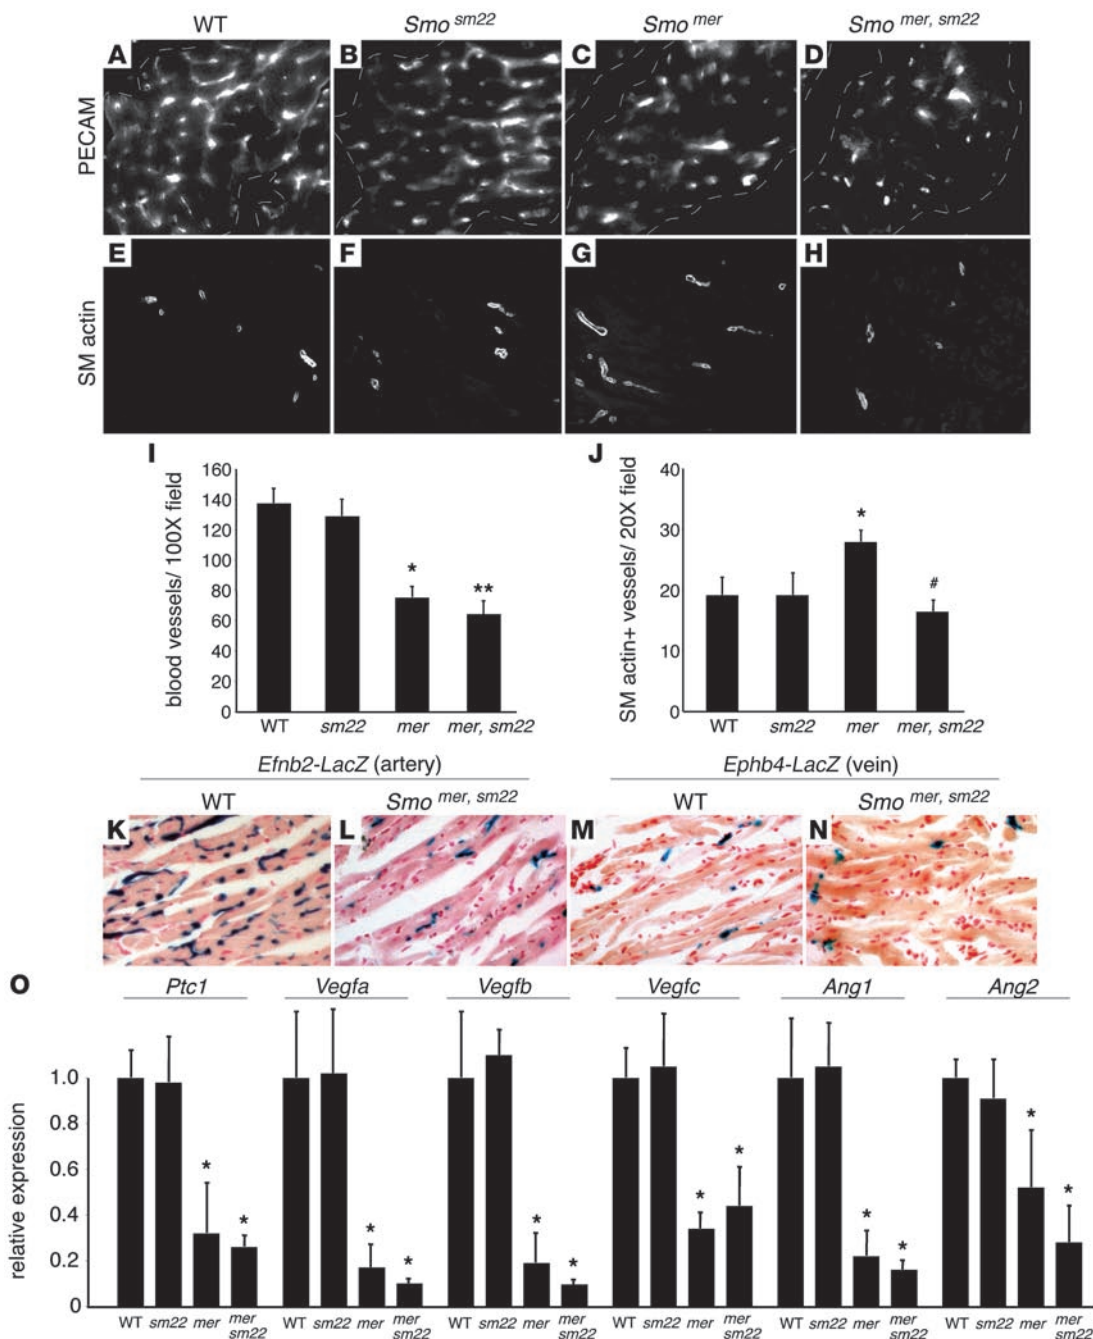 WT Smo sm22 Smo mer Smo mer, sm22
A B C D
PECAM
E F G H
SM actin
I J
blood vessels/ 100X field
160
140
120
100
80
60
40
20
0
* **
WT sm22 mer mer, sm22
SM actin+ vessels/ 20X field
40
30
20
10
0
* #
WT sm22 mer mer, sm22
Efnb2-LacZ (artery) Ephb4-LacZ (vein)
WT Smo mer, sm22 WT Smo mer, sm22
K L M N
O
Ptc1 Vegfa Vegfb Vegfc Ang1 Ang2
relative expression
1.0
0.8
0.6
0.4
0.2
0
* * * * * * * * * * * *
WT sm22 mer mer WT sm22 mer mer WT sm22 mer mer WT sm22 mer mer WT sm22 mer mer WT sm22 mer mer
sm22 sm22 sm22 sm22 sm22 sm22